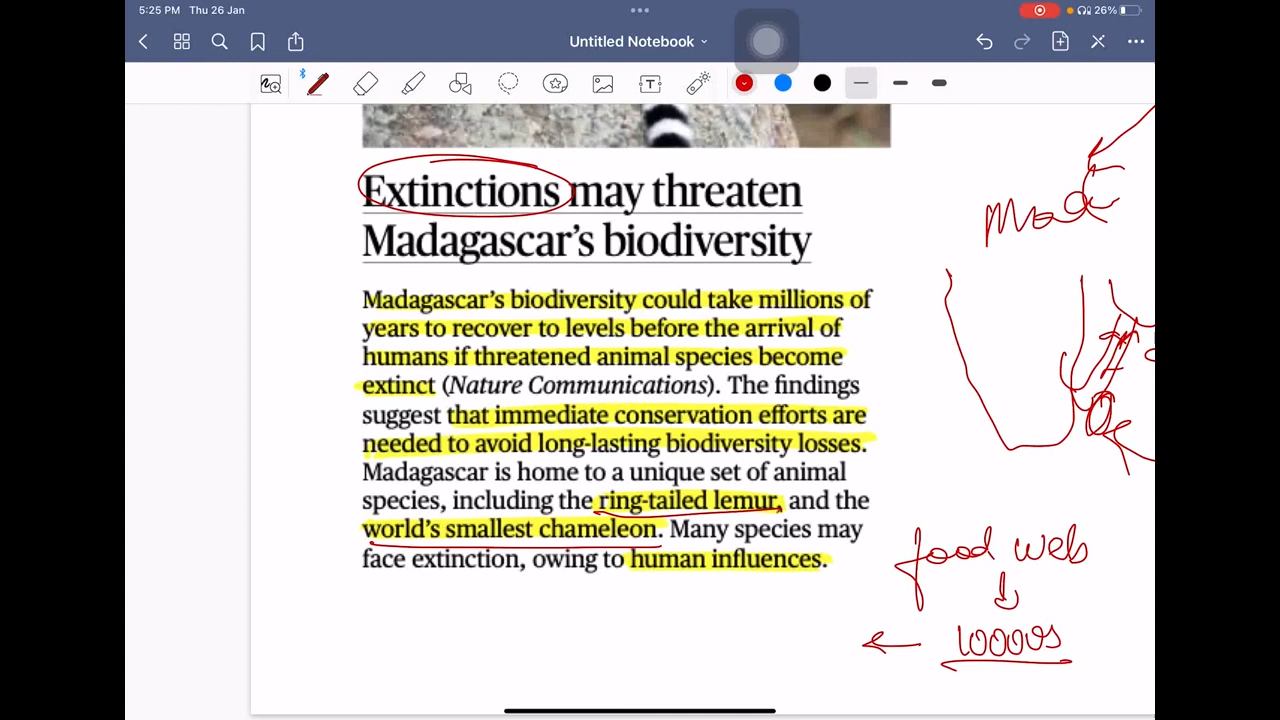 5:25 PM Thu 26 Jan
26%
Untitled Notebook
T
Extinctions may threaten
Madagascar's biodiversity
Madagascar's biodiversity could take millions of
years to recover to levels before the arrival of
humans if threatened animal species become
extinct (Nature Communications). The findings
suggest that immediate conservation efforts are
needed to avoid long-lasting biodiversity losses.
Madagascar is home to a unique set of animal
species, including the ring-tailed lemur, and the
world's smallest chameleon. Many species may
face extinction, owing to human influences.
food web